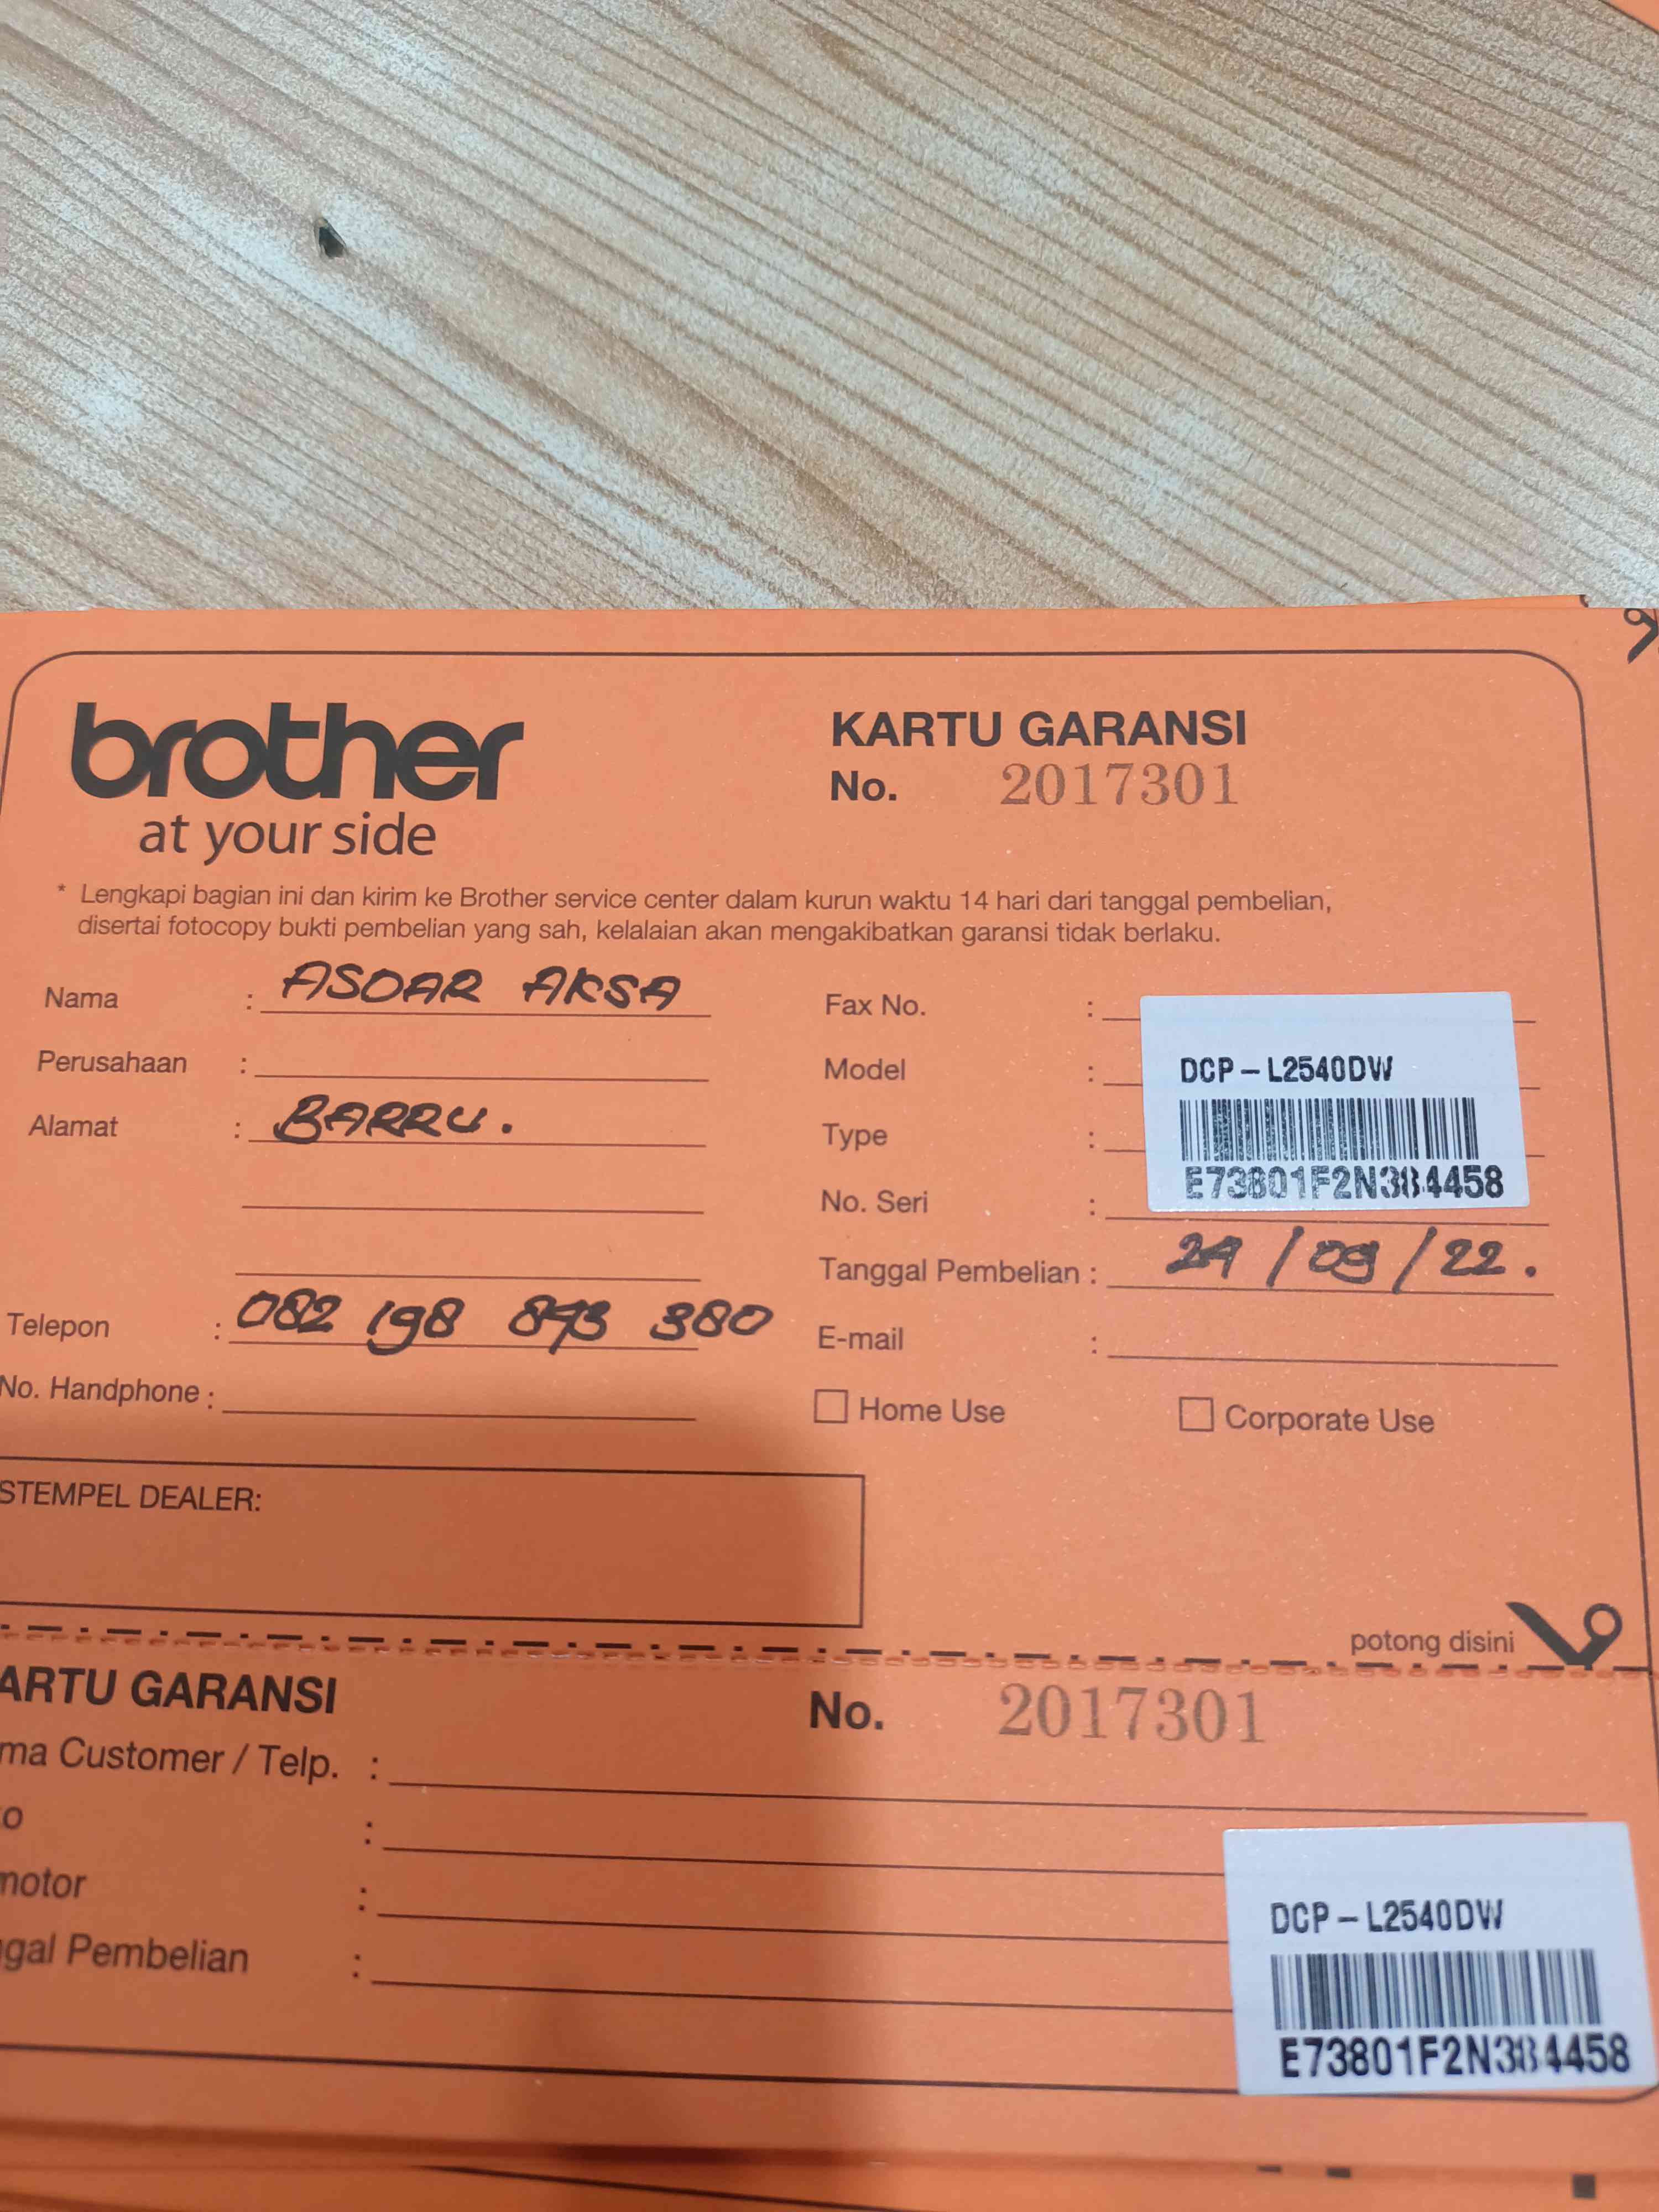 brother
at your side
KARTU GARANSI
No. 2017301
* Lengkapi bagian ini dan kirim ke Brother service center dalam kurun waktu 14 hari dari tanggal pembelian,
disertai fotocopy bukti pembelian yang sah, kelalaian akan mengakibatkan garansi tidak berlaku.
Nama : ASDAR AKSA
Perusahaan :
Alamat : BARRU.
Telepon : 082 198 893 380
No. Handphone :
Fax No. :
Model :
Type :
No. Seri :
DCP-L2540DW
E73801F2N384458
Tanggal Pembelian : 29/09/22.
E-mail :
Home Use
Corporate Use
STEMPEL DEALER:
potong disini
ARTU GARANSI
No. 2017301
ma Customer / Telp. :
o :
motor :
gal Pembelian :
DCP-L2540DW
E73801F2N384458